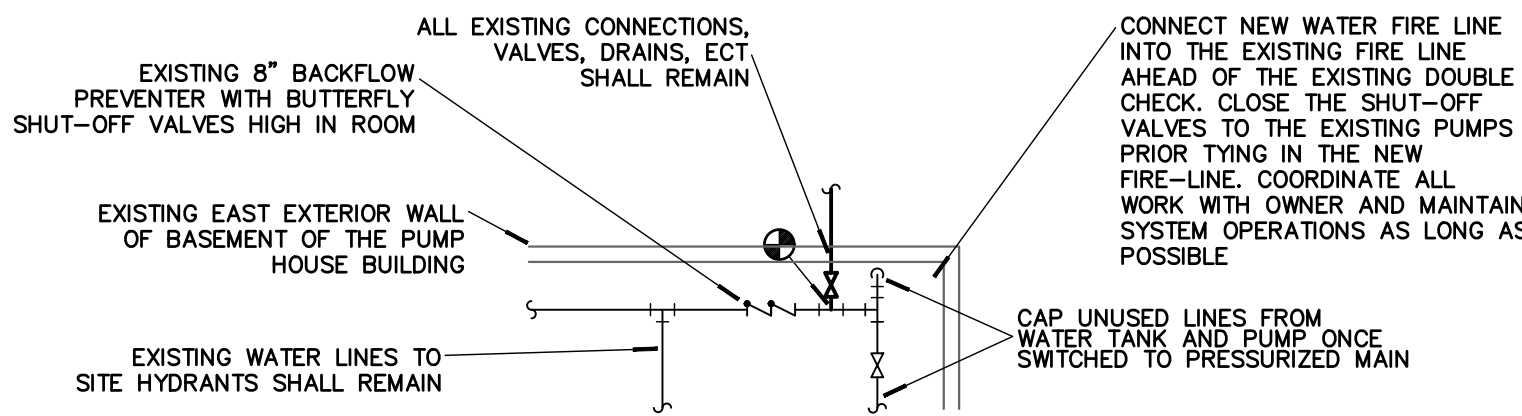 ALL EXISTING CONNECTIONS,
VALVES, DRAINS, ECT
SHALL REMAIN
EXISTING 8” BACKFLOW
PREVENTER WITH BUTTERFLY
SHUT-OFF VALVES HIGH IN ROOM
EXISTING EAST EXTERIOR WALL
OF BASEMENT OF THE PUMP
HOUSE BUILDING
EXISTING WATER LINES TO
SITE HYDRANTS SHALL REMAIN
CONNECT NEW WATER FIRE LINE
INTO THE EXISTING FIRE LINE
AHEAD OF THE EXISTING DOUBLE
CHECK. CLOSE THE SHUT-OFF
VALVES TO THE EXISTING PUMPS
PRIOR TYING IN THE NEW
FIRE-LINE. COORDINATE ALL
WORK WITH OWNER AND MAINTAIN
SYSTEM OPERATIONS AS LONG AS
POSSIBLE
CAP UNUSED LINES FROM
WATER TANK AND PUMP ONCE
SWITCHED TO PRESSURIZED MAIN